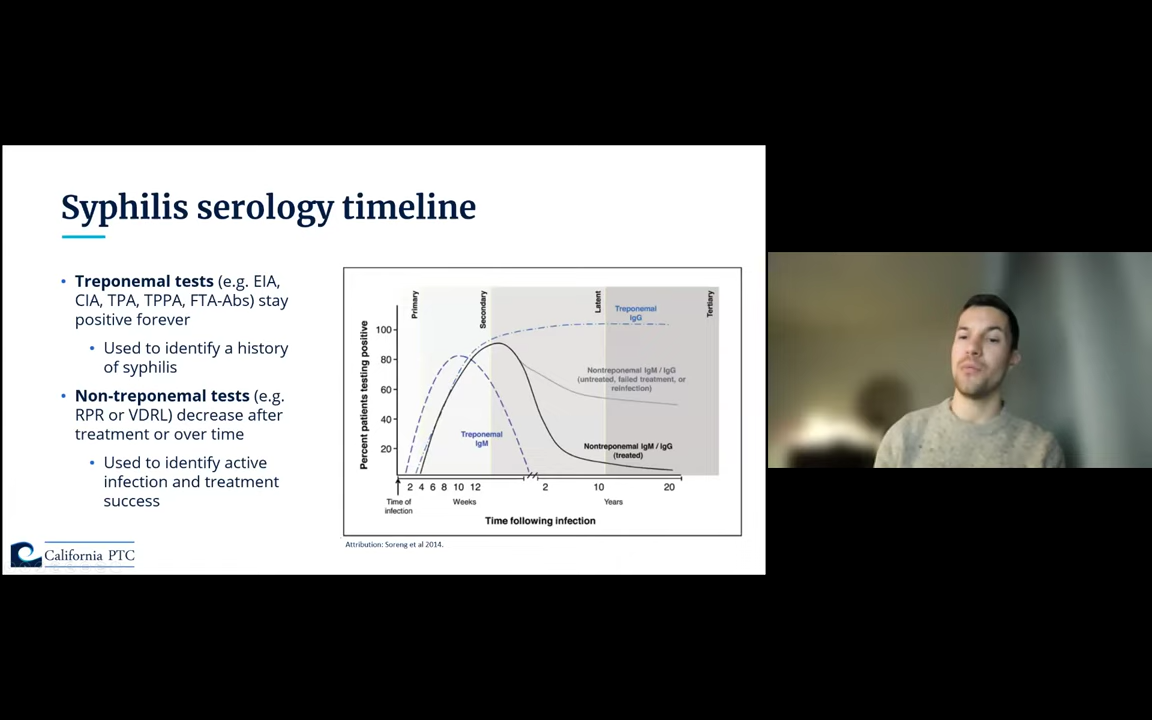 Syphilis serology timeline
• Treponemal tests (e.g. EIA,
CIA, TPA, TPPA, FTA-Abs) stay
positive forever
• Used to identify a history
of syphilis
• Non-treponemal tests (e.g.
RPR or VDRL) decrease after
treatment or over time
• Used to identify active
infection and treatment
success
California PTC
Percent patients testing positive
100
80
60
40
20
Primary
Secondary
Latent
Tertiary
Treponemal
IgG
Nontreponemal IgM / IgG
(untreated, failed treatment, or
reinfection)
Treponemal
IgM
Nontreponemal IgM / IgG
(treated)
2 4 6 8 10 12 2 10 20
Time of
infection
Weeks
Years
Time following infection
Attribution: Soreng et al 2014.